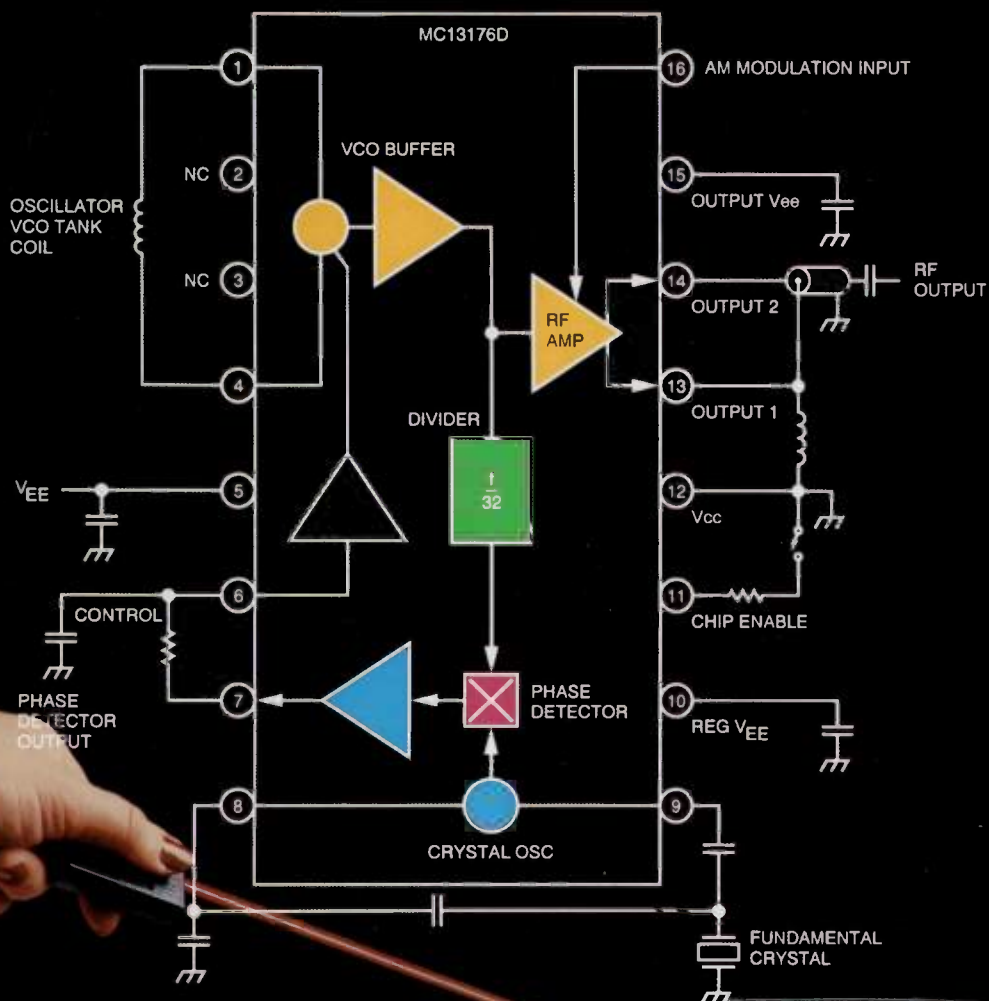 MC13176D
1
16
AM MODULATION INPUT
VCO BUFFER
NC
2
15
OUTPUT Vee
OSCILLATOR
VCO TANK
COIL
NC
3
14
OUTPUT 2
RF
OUTPUT
RF
AMP
4
13
OUTPUT 1
DIVIDER
32
VEE
5
12
Vcc
6
CONTROL
11
CHIP ENABLE
PHASE
DETECTOR
OUTPUT
7
PHASE
DETECTOR
10
REG VEE
8
9
CRYSTAL OSC
FUNDAMENTAL
CRYSTAL